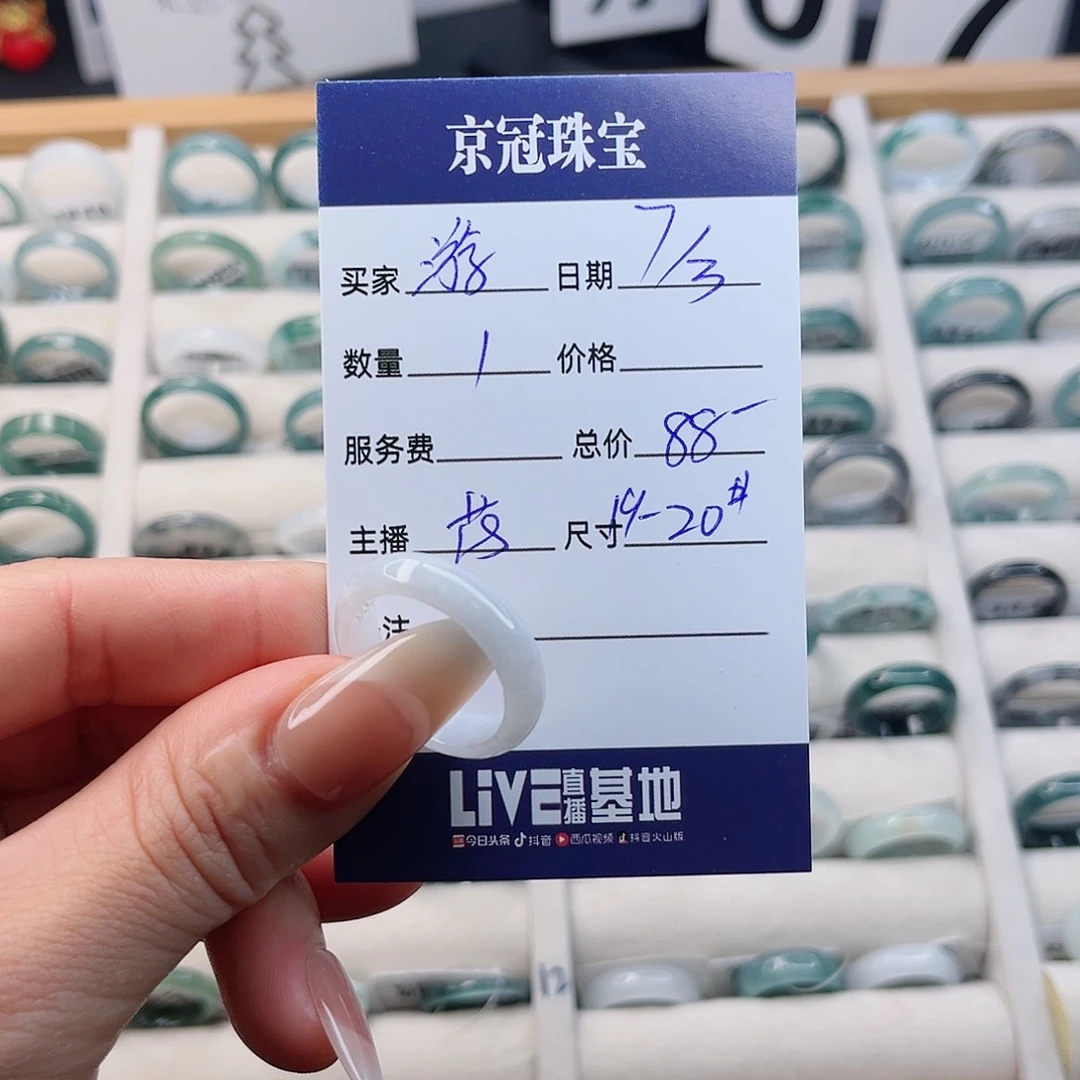 京冠珠宝
买家 游 日期 7/3
数量 1 价格
服务费 总价 88-
主播 尺寸 19-20#
注
LiVE直播基地
今日头条 抖音 西瓜视频 抖音火山版
12